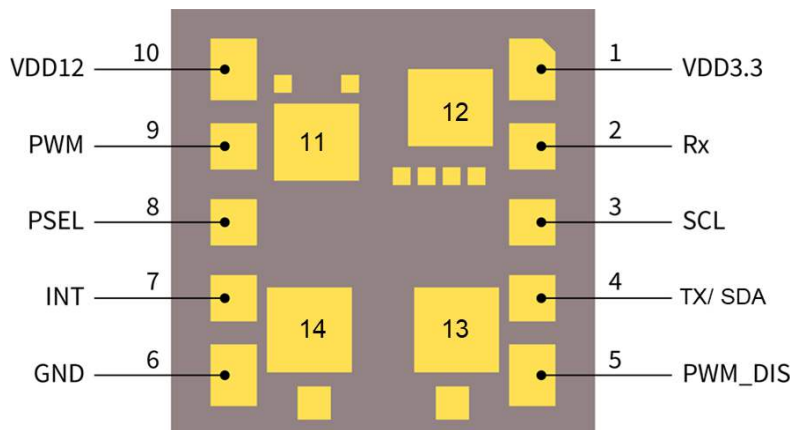 VDD12 10 1 VDD3.3
12
PWM 9 11 2 Rx
PSEL 8 3 SCL
INT 7 4 TX/ SDA
14 13
GND 6 5 PWM_DIS